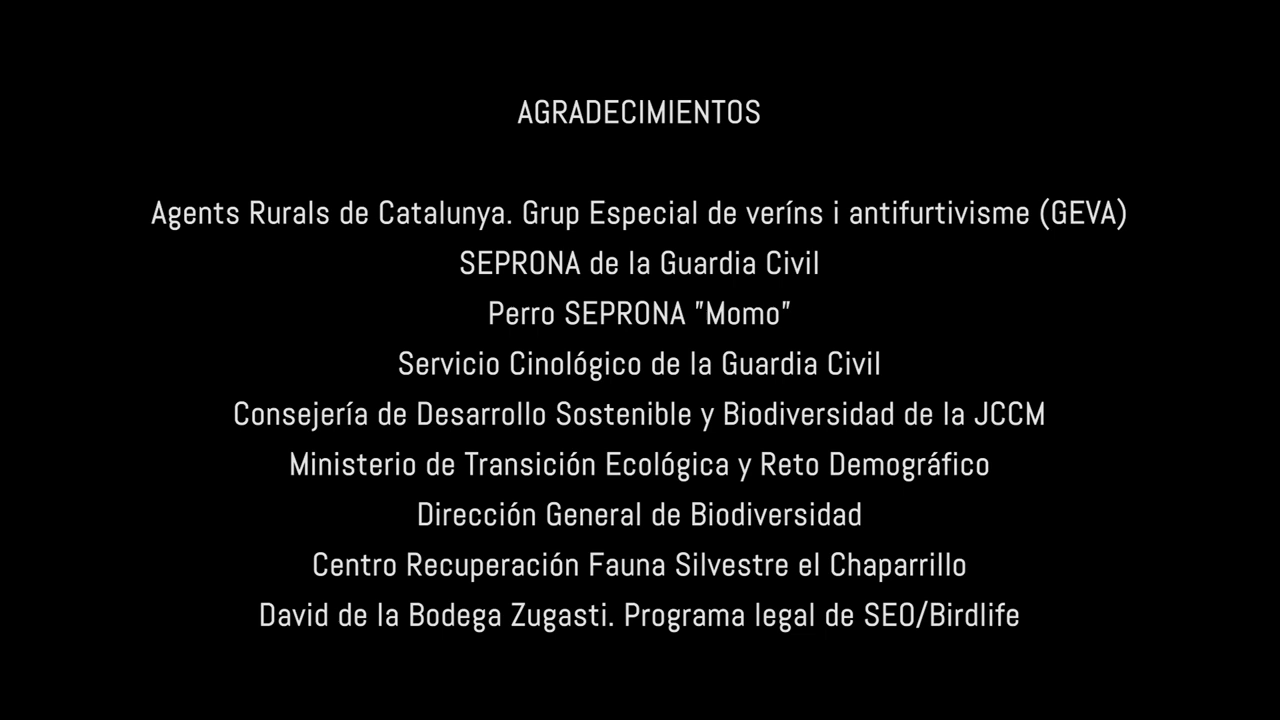 AGRADECIMIENTOS
Agents Rurals de Catalunya. Grup Especial de veríns i antifurtivisme (GEVA)
SEPRONA de la Guardia Civil
Perro SEPRONA "Momo"
Servicio Cinológico de la Guardia Civil
Consejería de Desarrollo Sostenible y Biodiversidad de la JCCM
Ministerio de Transición Ecológica y Reto Demográfico
Dirección General de Biodiversidad
Centro Recuperación Fauna Silvestre el Chaparrillo
David de la Bodega Zugasti. Programa legal de SEO/Birdlife